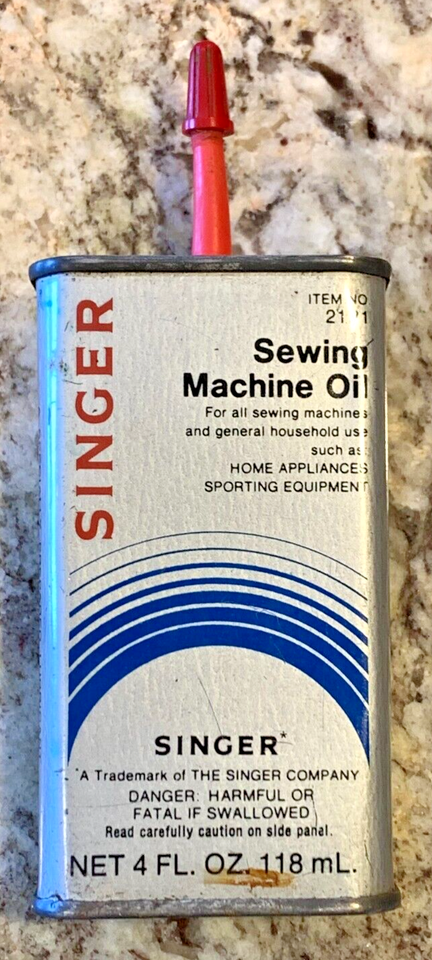 SINGER
ITEM NO
Sewing
Machine Oil
For all sewing machines
and general household use
such as:
HOME APPLIANCES
SPORTING EQUIPMENT
SINGER*
*A Trademark of THE SINGER COMPANY
DANGER: HARMFUL OR
FATAL IF SWALLOWED
Read carefully caution on side panel.
NET 4 FL. OZ. 118 mL.